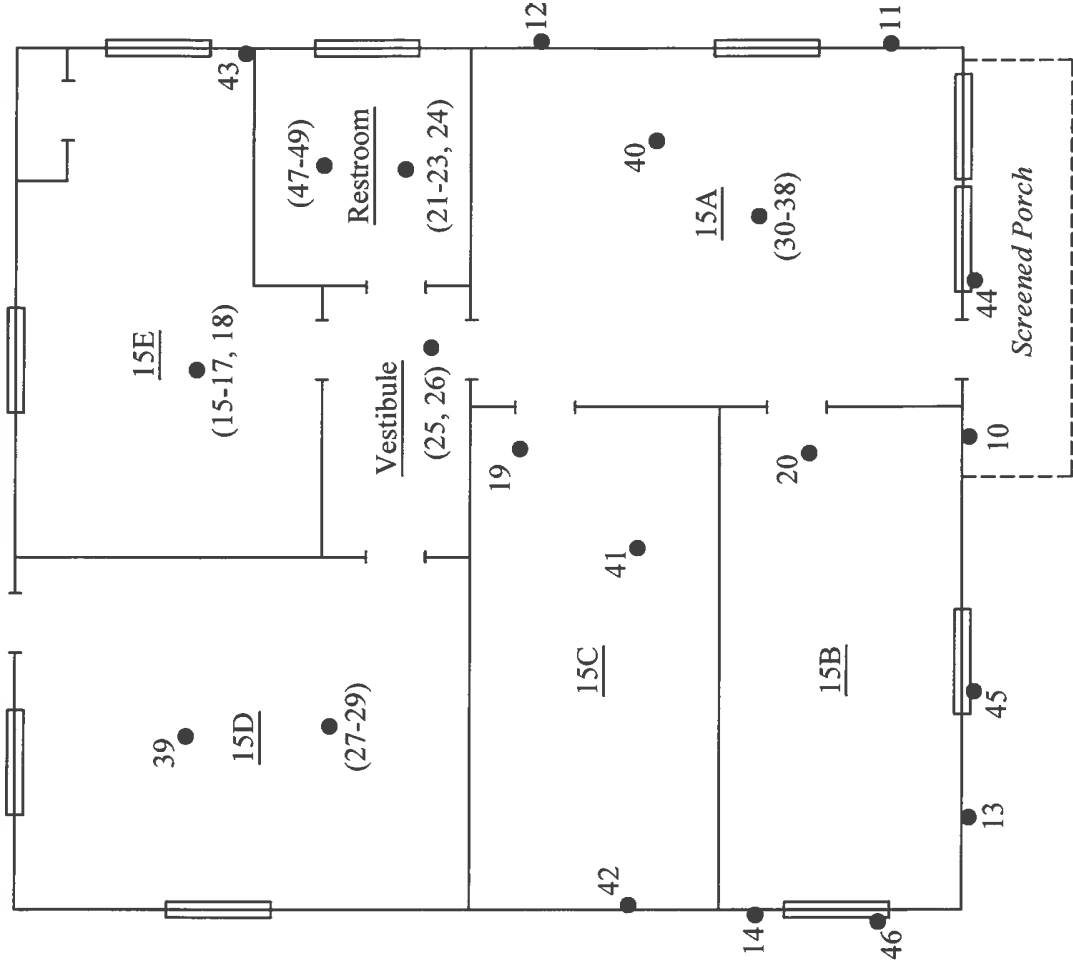 15E
(15-17, 18)
43
39
15D
(27-29)
(47-49)
Restroom
(21-23, 24)
Vestibule
(25, 26)
12
19
41
15C
42
40
15A
(30-38)
11
20
15B
14
46
13
45
10
44
Screened Porch